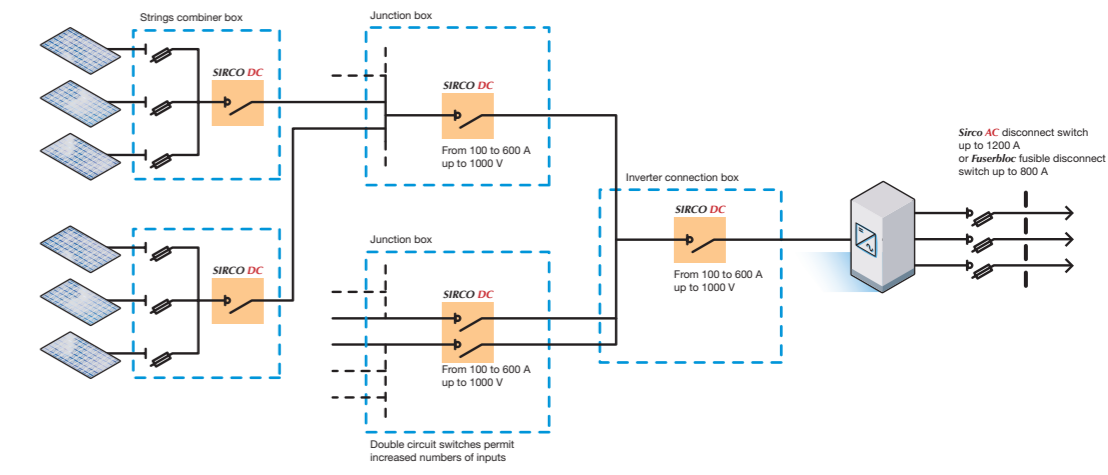 Strings combiner box
SIRCO DC
SIRCO DC
Junction box
SIRCO DC
From 100 to 600 A
up to 1000 V
Junction box
SIRCO DC
From 100 to 600 A
up to 1000 V
Double circuit switches permit
increased numbers of inputs
Inverter connection box
SIRCO DC
From 100 to 600 A
up to 1000 V
Sirco AC disconnect switch
up to 1200 A
or Fuserbloc fusible disconnect
switch up to 800 A